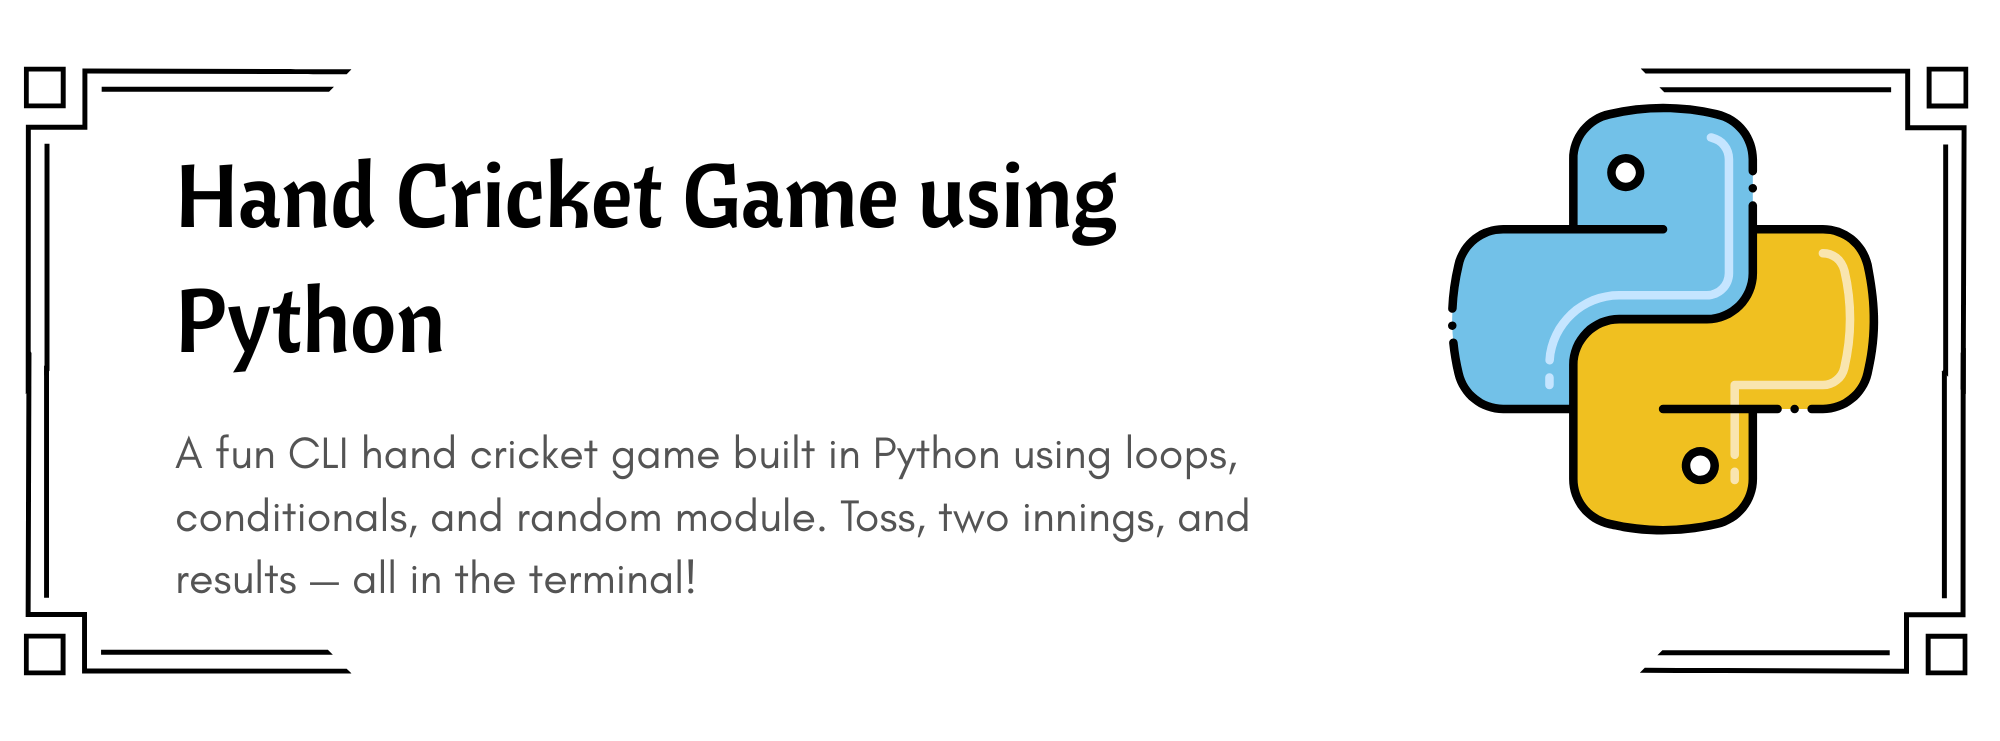 Hand Cricket Game using
Python
A fun CLI hand cricket game built in Python using loops,
conditionals, and random module. Toss, two innings, and
results — all in the terminal!